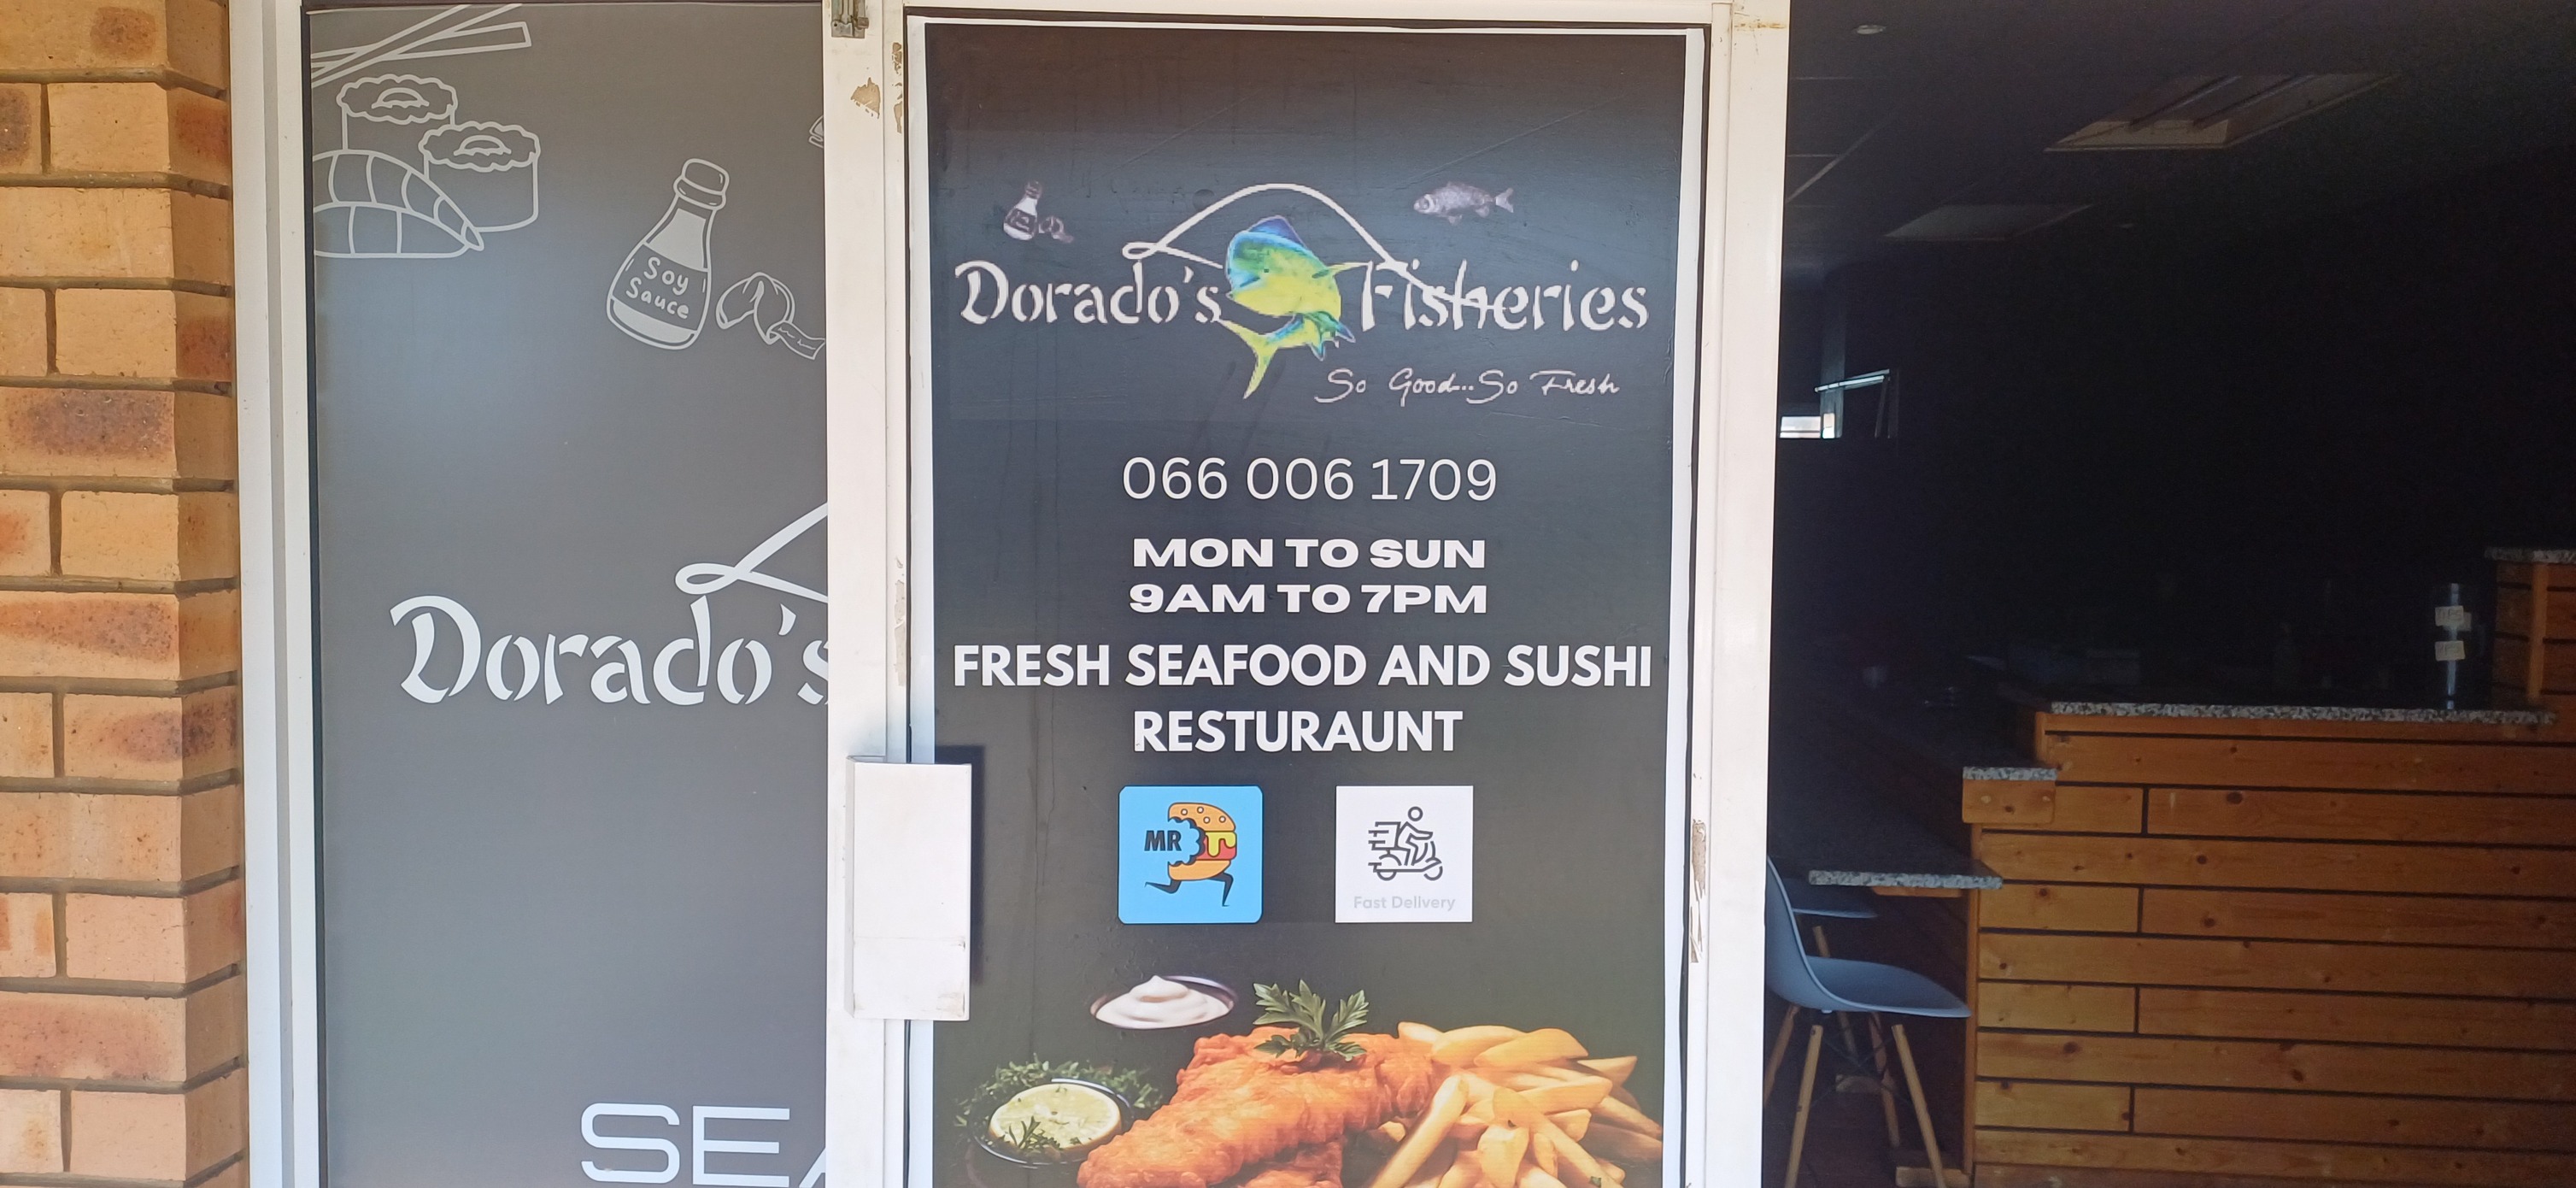 Soy
Sauce
Dorado's
SEA
Dorado's Fisheries
So Good..So Fresh
066 006 1709
MON TO SUN
9AM TO 7PM
FRESH SEAFOOD AND SUSHI
RESTURAUNT
MR D
Fast Delivery